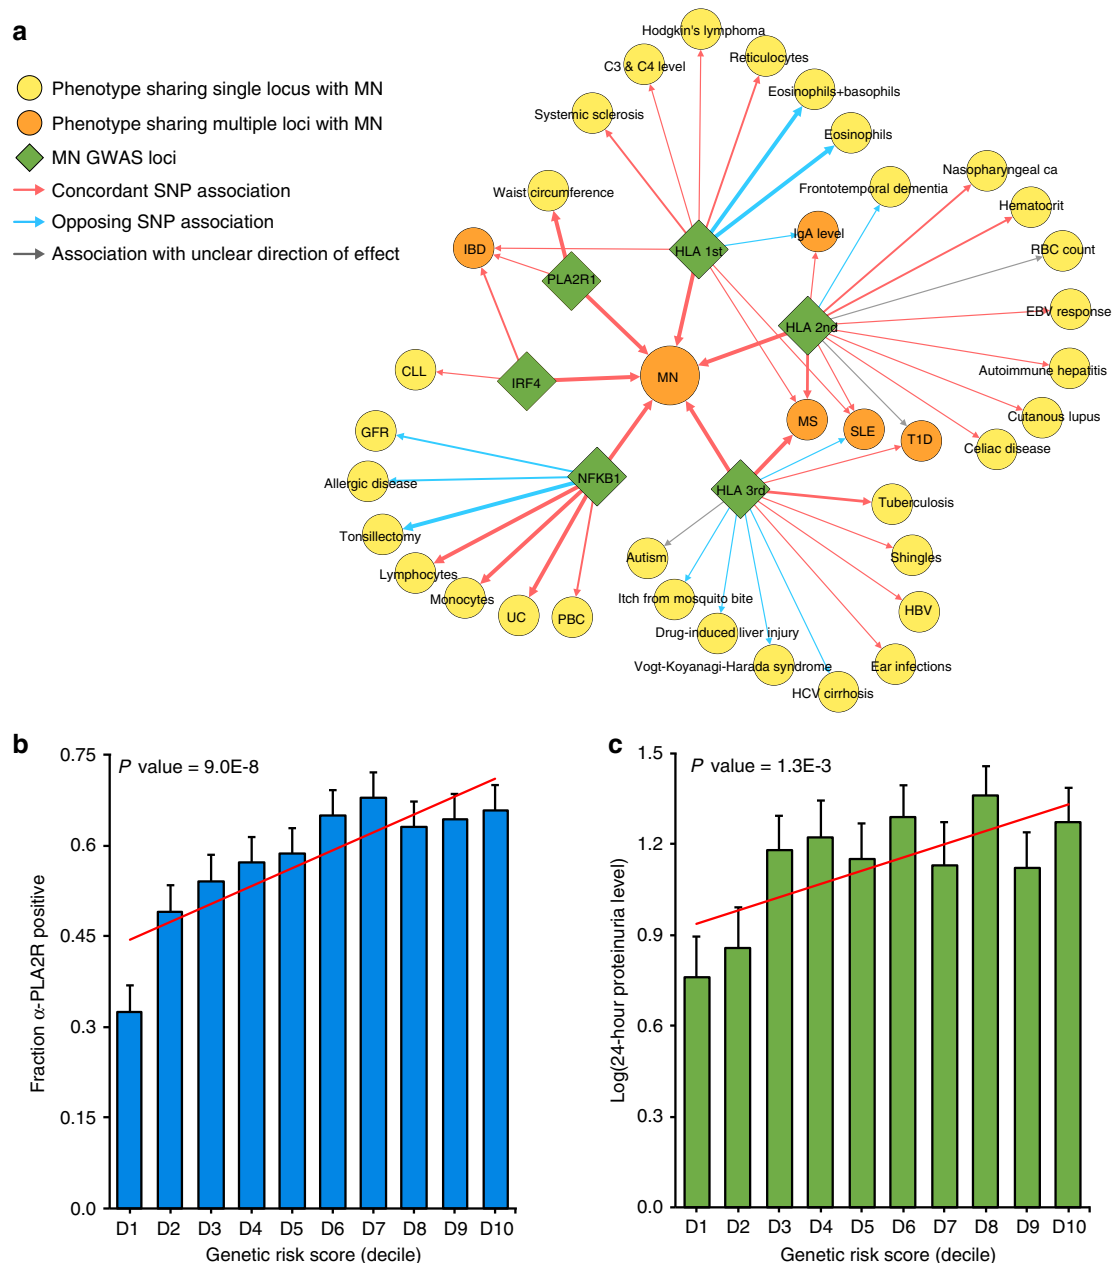 a
Phenotype sharing single locus with MN
Phenotype sharing multiple loci with MN
MN GWAS loci
Concordant SNP association
Opposing SNP association
Association with unclear direction of effect
Hodgkin's lymphoma
Reticulocytes
C3 & C4 level
Eosinophils+basophils
Systemic sclerosis
Eosinophils
Nasopharyngeal ca
Frontotemporal dementia
Waist circumference
Hematocrit
IgA level
IBD
HLA 1st
RBC count
PLA2R1
EBV response
HLA 2nd
CLL
IRF4
MN
Autoimmune hepatitis
Cutanous lupus
MS
SLE
T1D
Celiac disease
GFR
Allergic disease
NFKB1
HLA 3rd
Tuberculosis
Tonsillectomy
Autism
Shingles
Lymphocytes
Monocytes
UC
PBC
Itch from mosquito bite
HBV
Drug-induced liver injury
Vogt-Koyanagi-Harada syndrome
Ear infections
HCV cirrhosis
b
P value = 9.0E-8
0.75
0.6
0.45
0.3
0.15
0.0
Fraction α-PLA2R positive
D1 D2 D3 D4 D5 D6 D7 D8 D9 D10
Genetic risk score (decile)
c
P value = 1.3E-3
1.5
1.2
0.9
0.6
0.3
0.0
Log(24-hour proteinuria level)
D1 D2 D3 D4 D5 D6 D7 D8 D9 D10
Genetic risk score (decile)